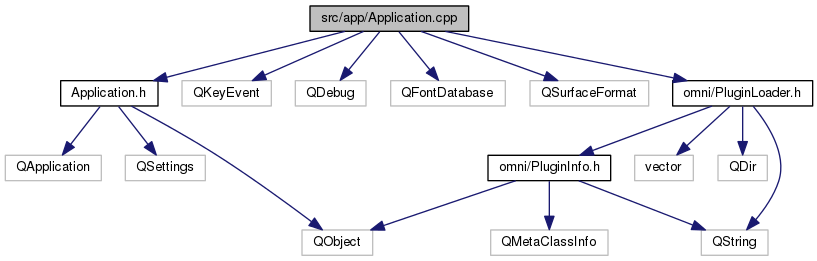 src/app/Application.cpp
Application.h
QKeyEvent
QDebug
QFontDatabase
QSurfaceFormat
omni/PluginLoader.h
QApplication
QSettings
omni/PluginInfo.h
vector
QDir
QObject
QMetaClassInfo
QString